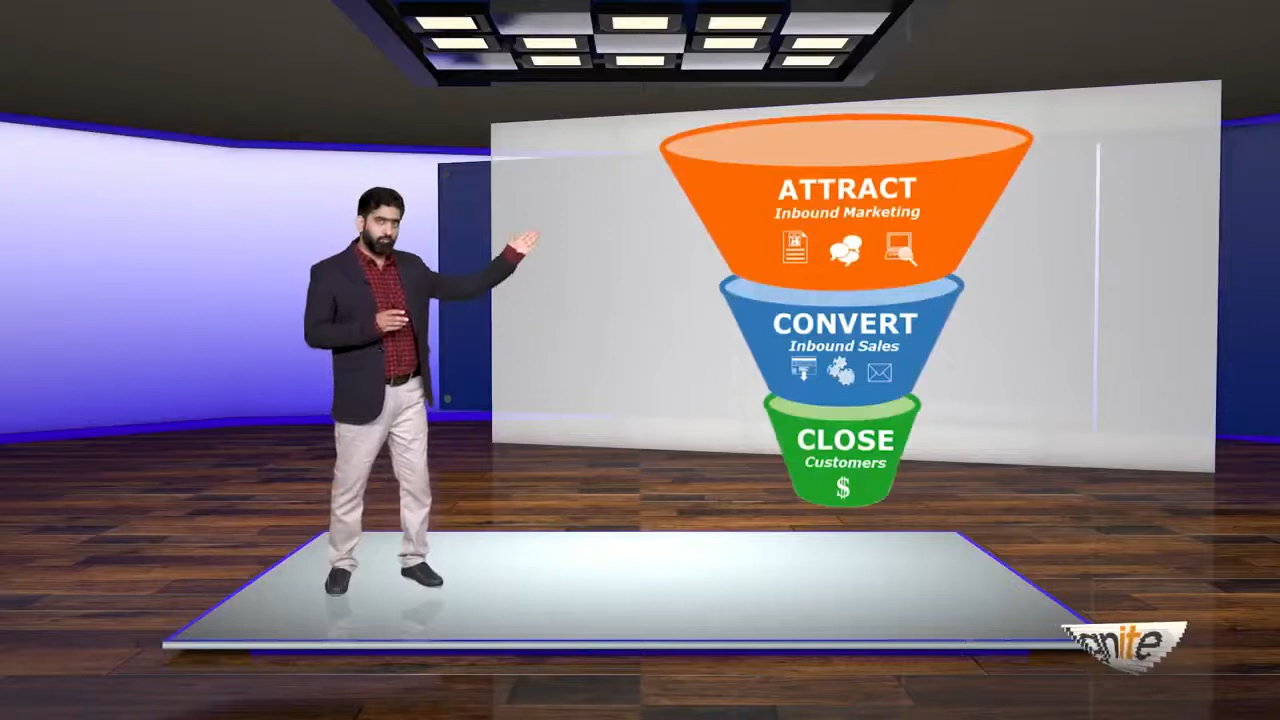 ATTRACT
Inbound Marketing
CONVERT
Inbound Sales
CLOSE
Customers
$